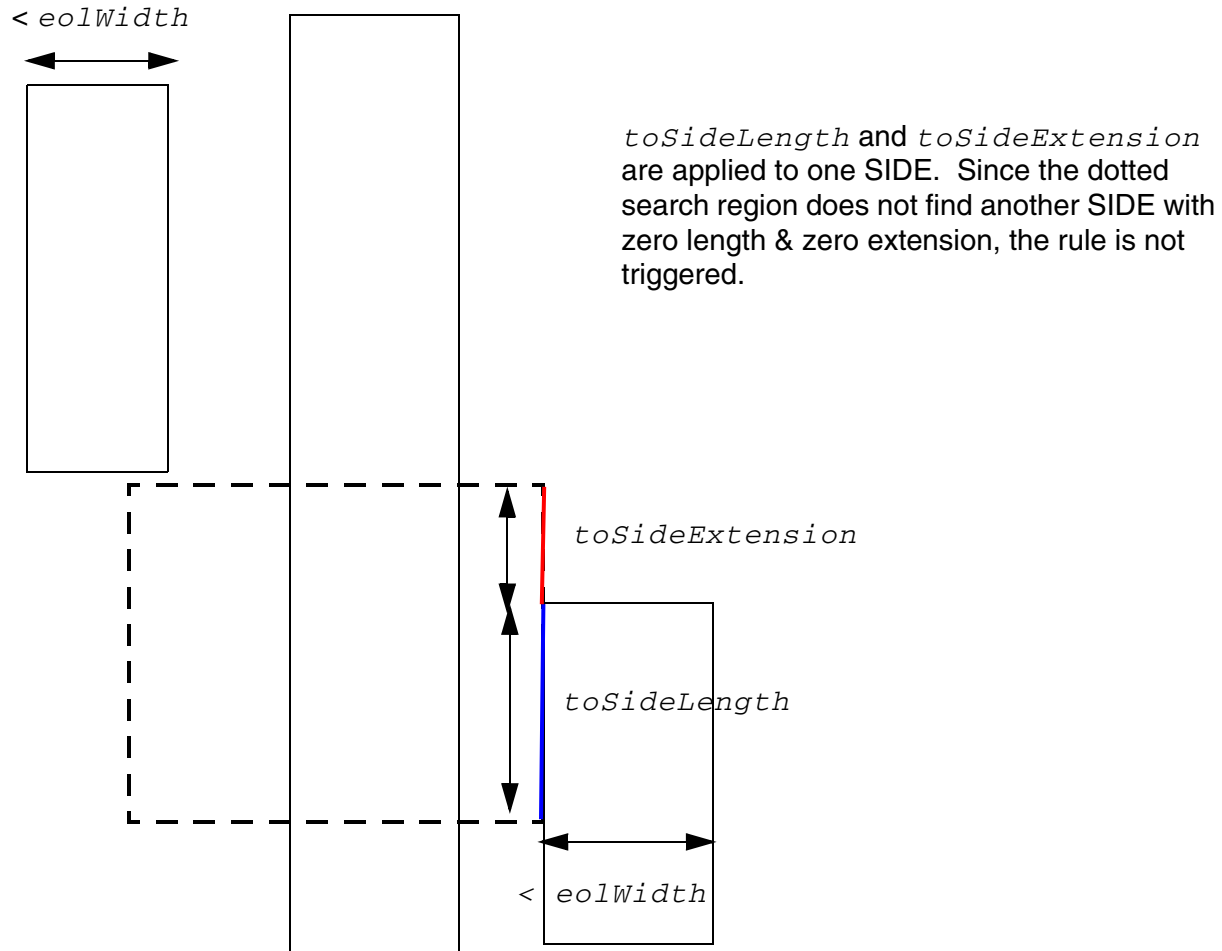 < eolWidth
toSideLength and toSideExtension
are applied to one SIDE.  Since the dotted
search region does not find another SIDE with
zero length & zero extension, the rule is not
triggered.
toSideExtension
toSideLength
< eolWidth